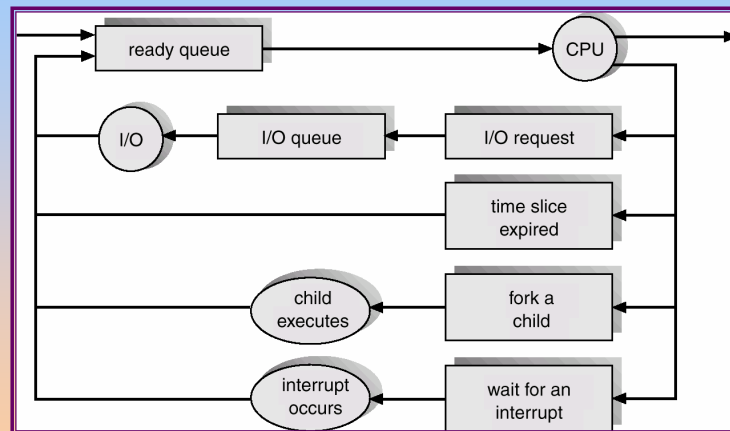 ready queue
CPU
I/O
I/O queue
I/O request
time slice
expired
child
executes
fork a
child
interrupt
occurs
wait for an
interrupt